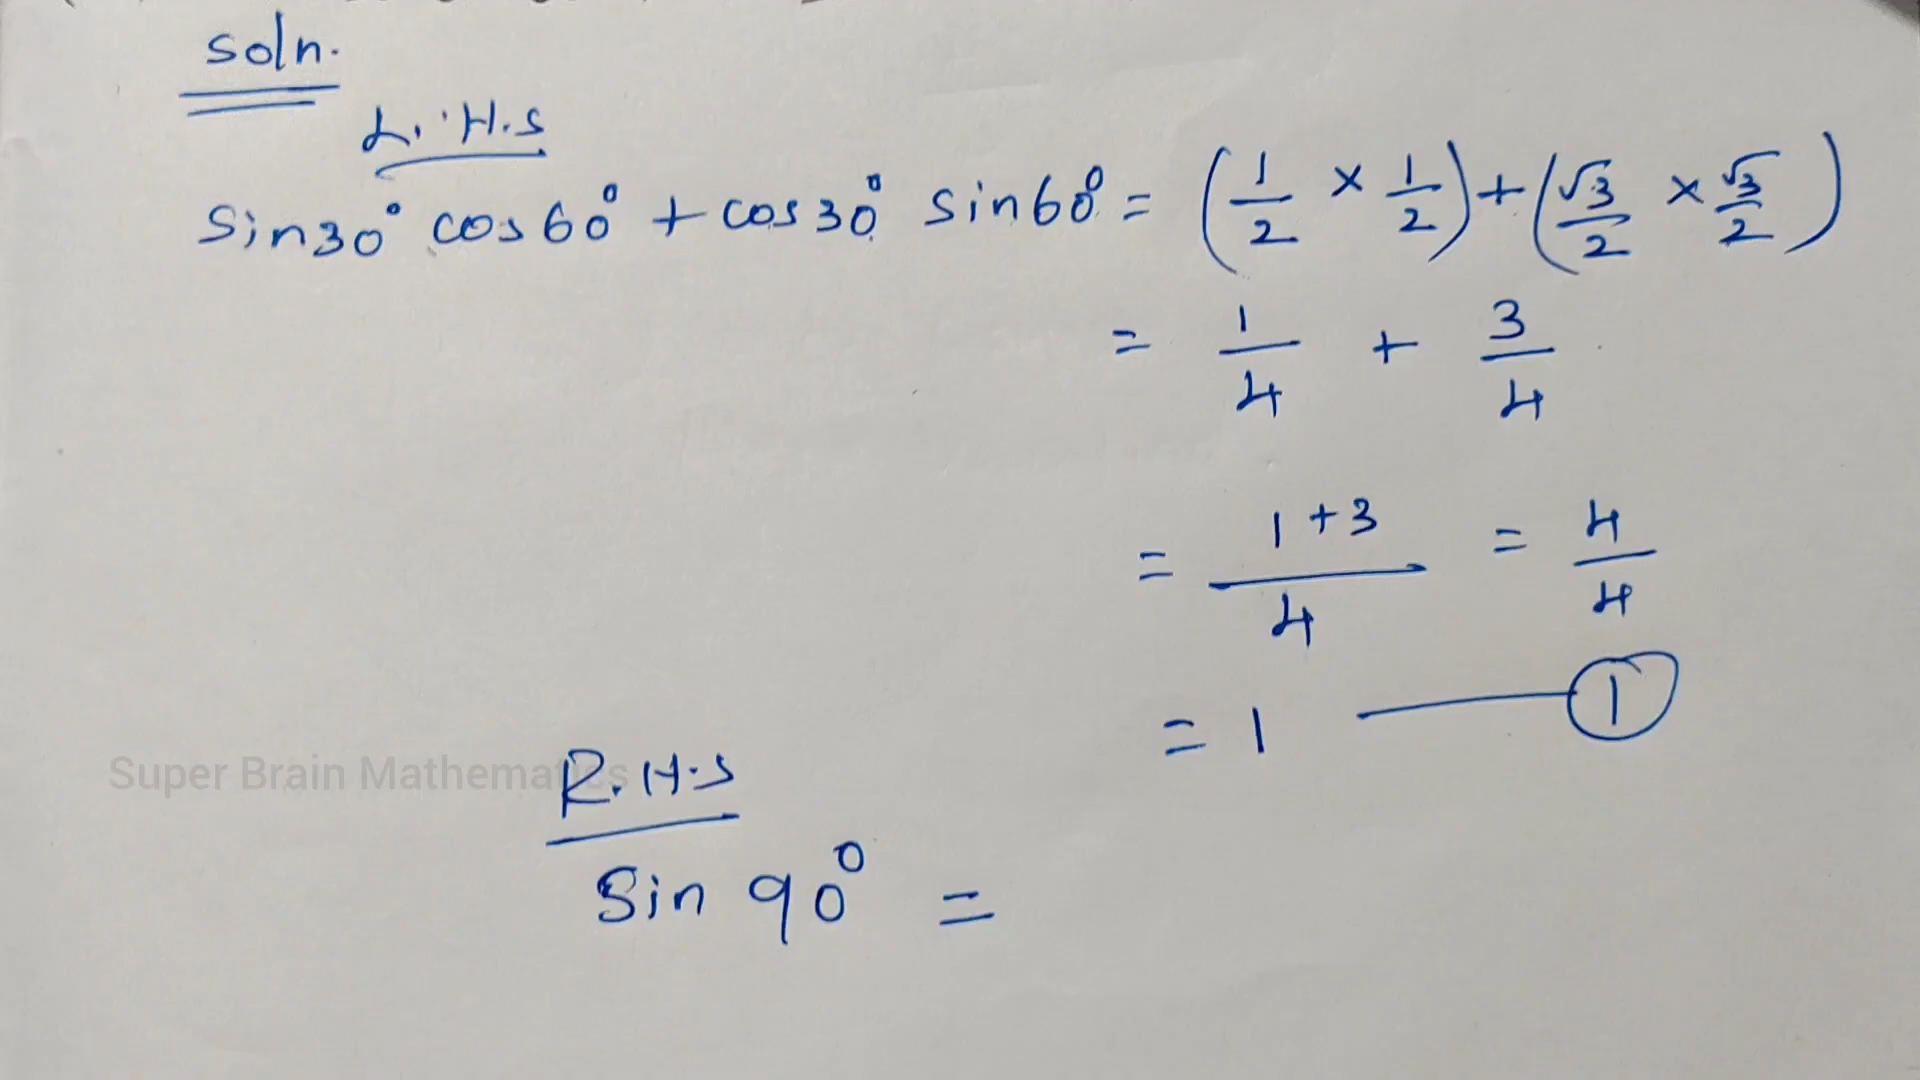 Soln.
L.H.S
Sin30° cos60° + cos30° sin60° = (1/2 × 1/2) + (√3/2 × √3/2)
= 1/4 + 3/4
= 1+3/4 = 4/4
= 1 — ①
Super Brain Mathematics
R.H.S
Sin 90° =